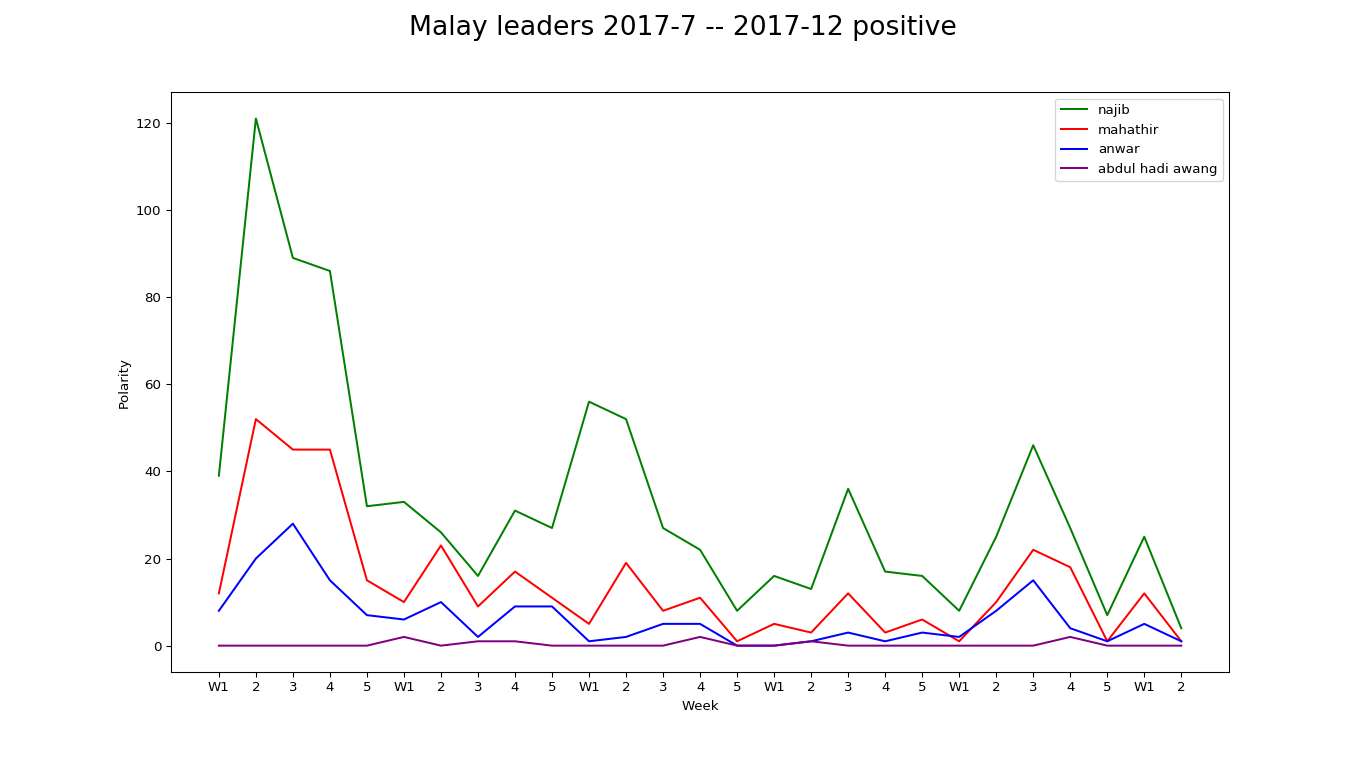 Malay leaders 2017-7 -- 2017-12 positive
najib
mahathir
anwar
abdul hadi awang
120
100
80
60
40
20
0
Polarity
W1 2 3 4 5 W1 2 3 4 5 W1 2 3 4 5 W1 2 3 4 5 W1 2 3 4 5 W1 2
Week